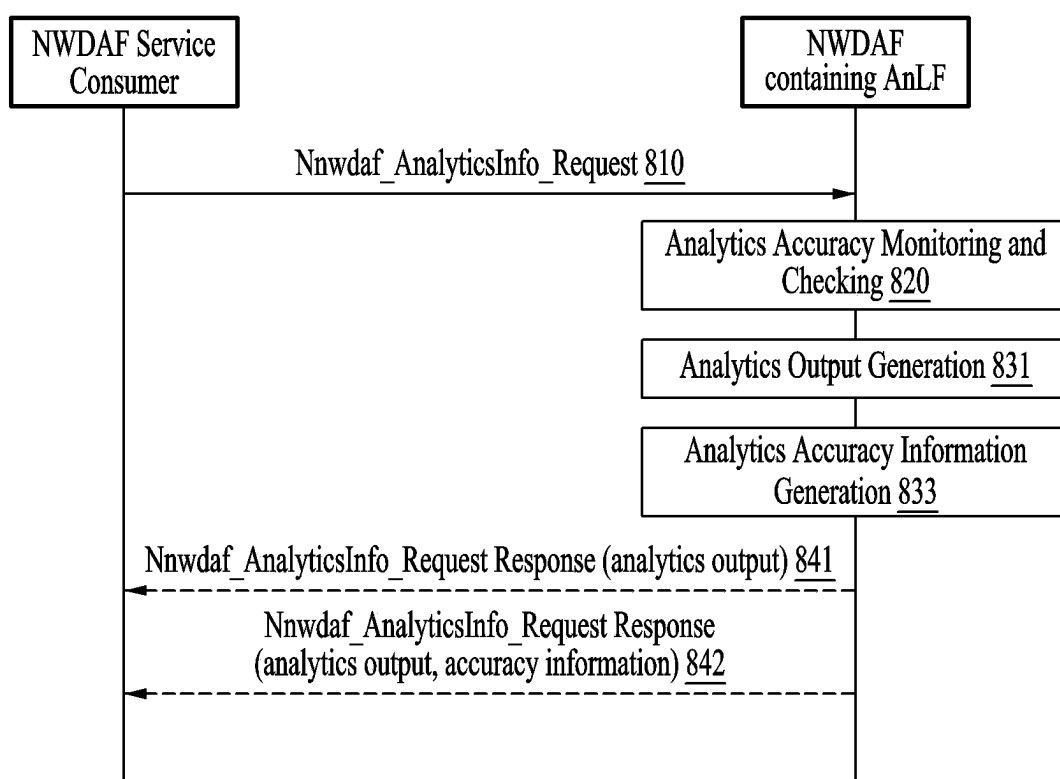 NWDAF Service
Consumer
NWDAF
containing AnLF
Nnwdaf_AnalyticsInfo_Request 810
Analytics Accuracy Monitoring and
Checking 820
Analytics Output Generation 831
Analytics Accuracy Information
Generation 833
Nnwdaf_AnalyticsInfo_Request Response (analytics output) 841
Nnwdaf_AnalyticsInfo_Request Response
(analytics output, accuracy information) 842